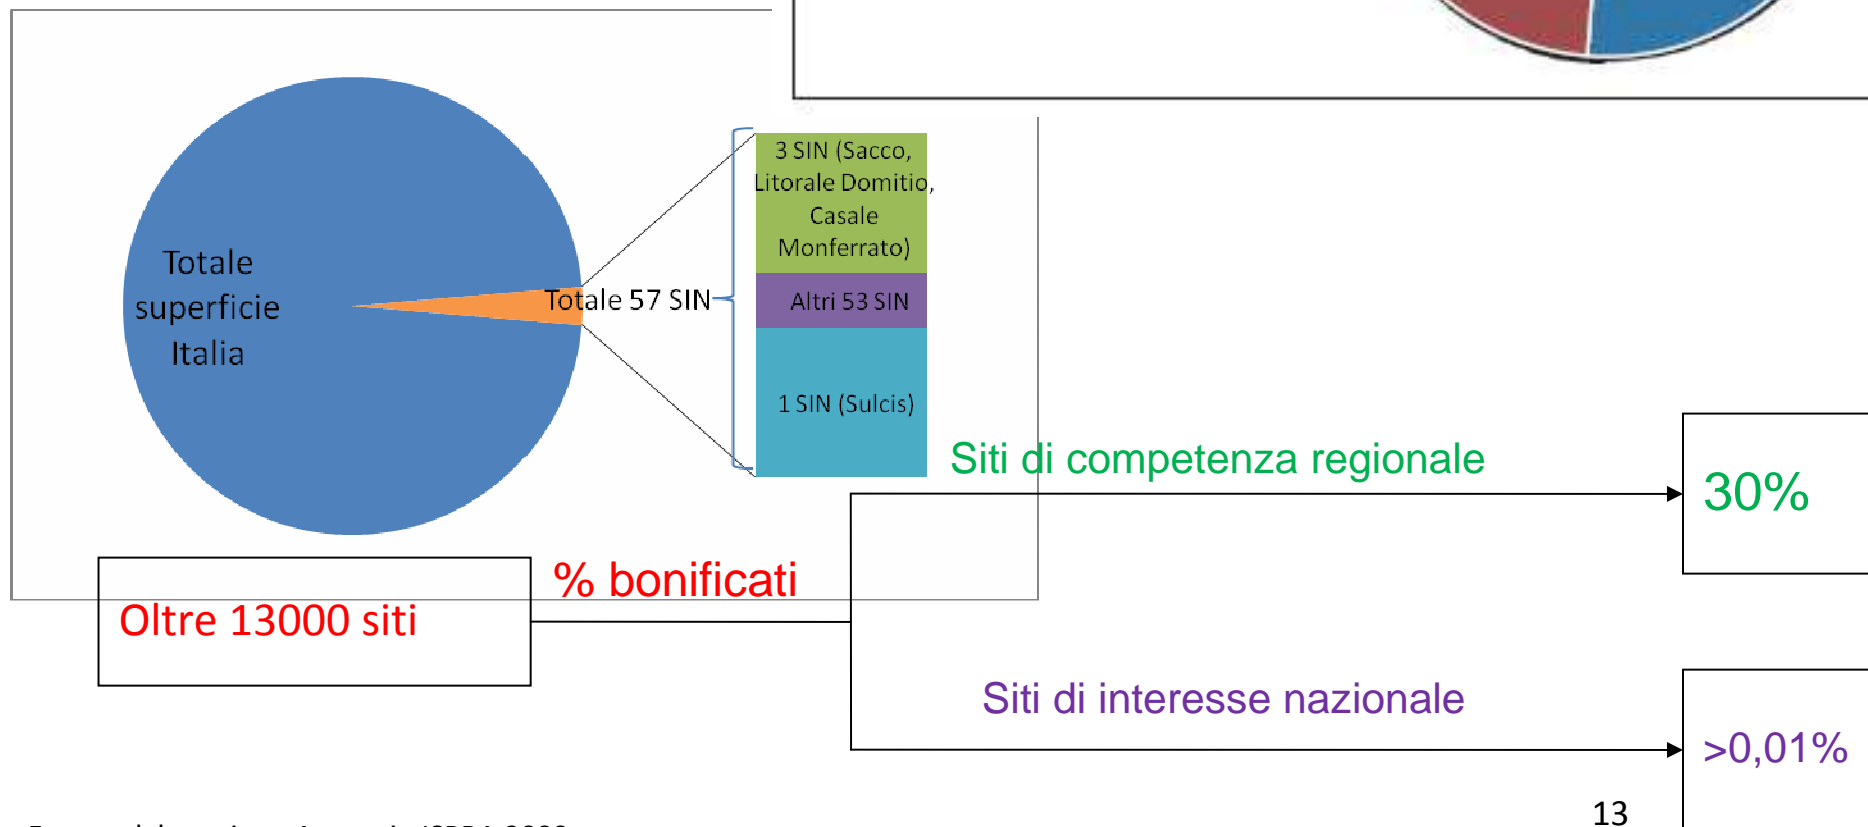 3 SIN (Sacco,
Litorale Domitio,
Casale
Monferrato)
Totale
superficie
Italia
Totale 57 SIN
Altri 53 SIN
1 SIN (Sulcis)
Siti di competenza regionale
30%
% bonificati
Oltre 13000 siti
Siti di interesse nazionale
>0,01%
13